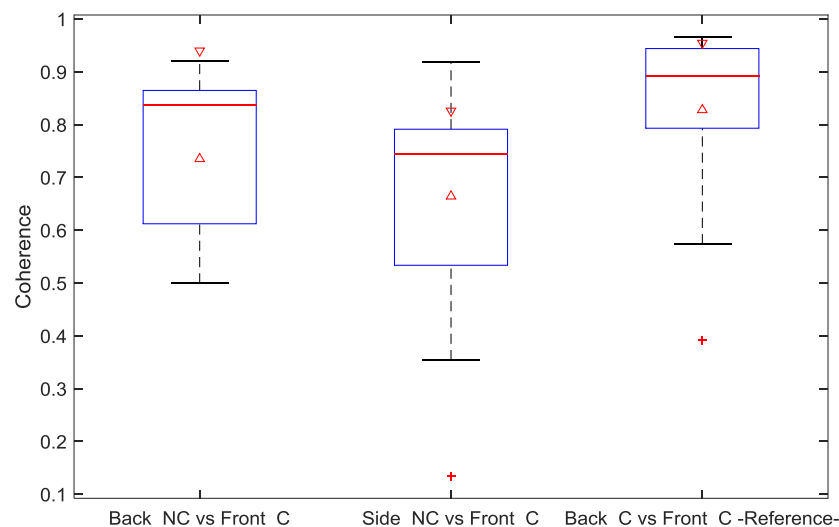 1
0.9
0.8
0.7
0.6
0.5
0.4
0.3
0.2
0.1
Coherence
Back NC vs Front C
Side NC vs Front C
Back C vs Front C -Reference-